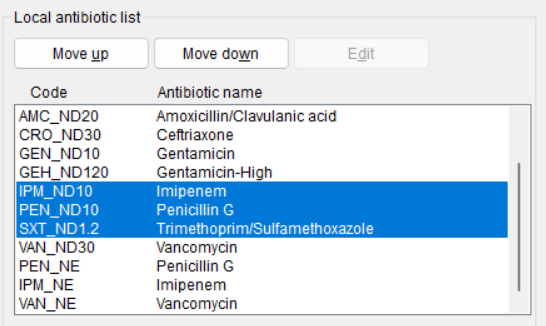 Local antibiotic list
Move up Move down Edit
Code Antibiotic name
AMC_ND20 Amoxicillin/Clavulanic acid
CRO_ND30 Ceftriaxone
GEN_ND10 Gentamicin
GEH_ND120 Gentamicin-High
IPM_ND10 Imipenem
PEN_ND10 Penicillin G
SXT_ND1.2 Trimethoprim/Sulfamethoxazole
VAN_ND30 Vancomycin
PEN_NE Penicillin G
IPM_NE Imipenem
VAN_NE Vancomycin